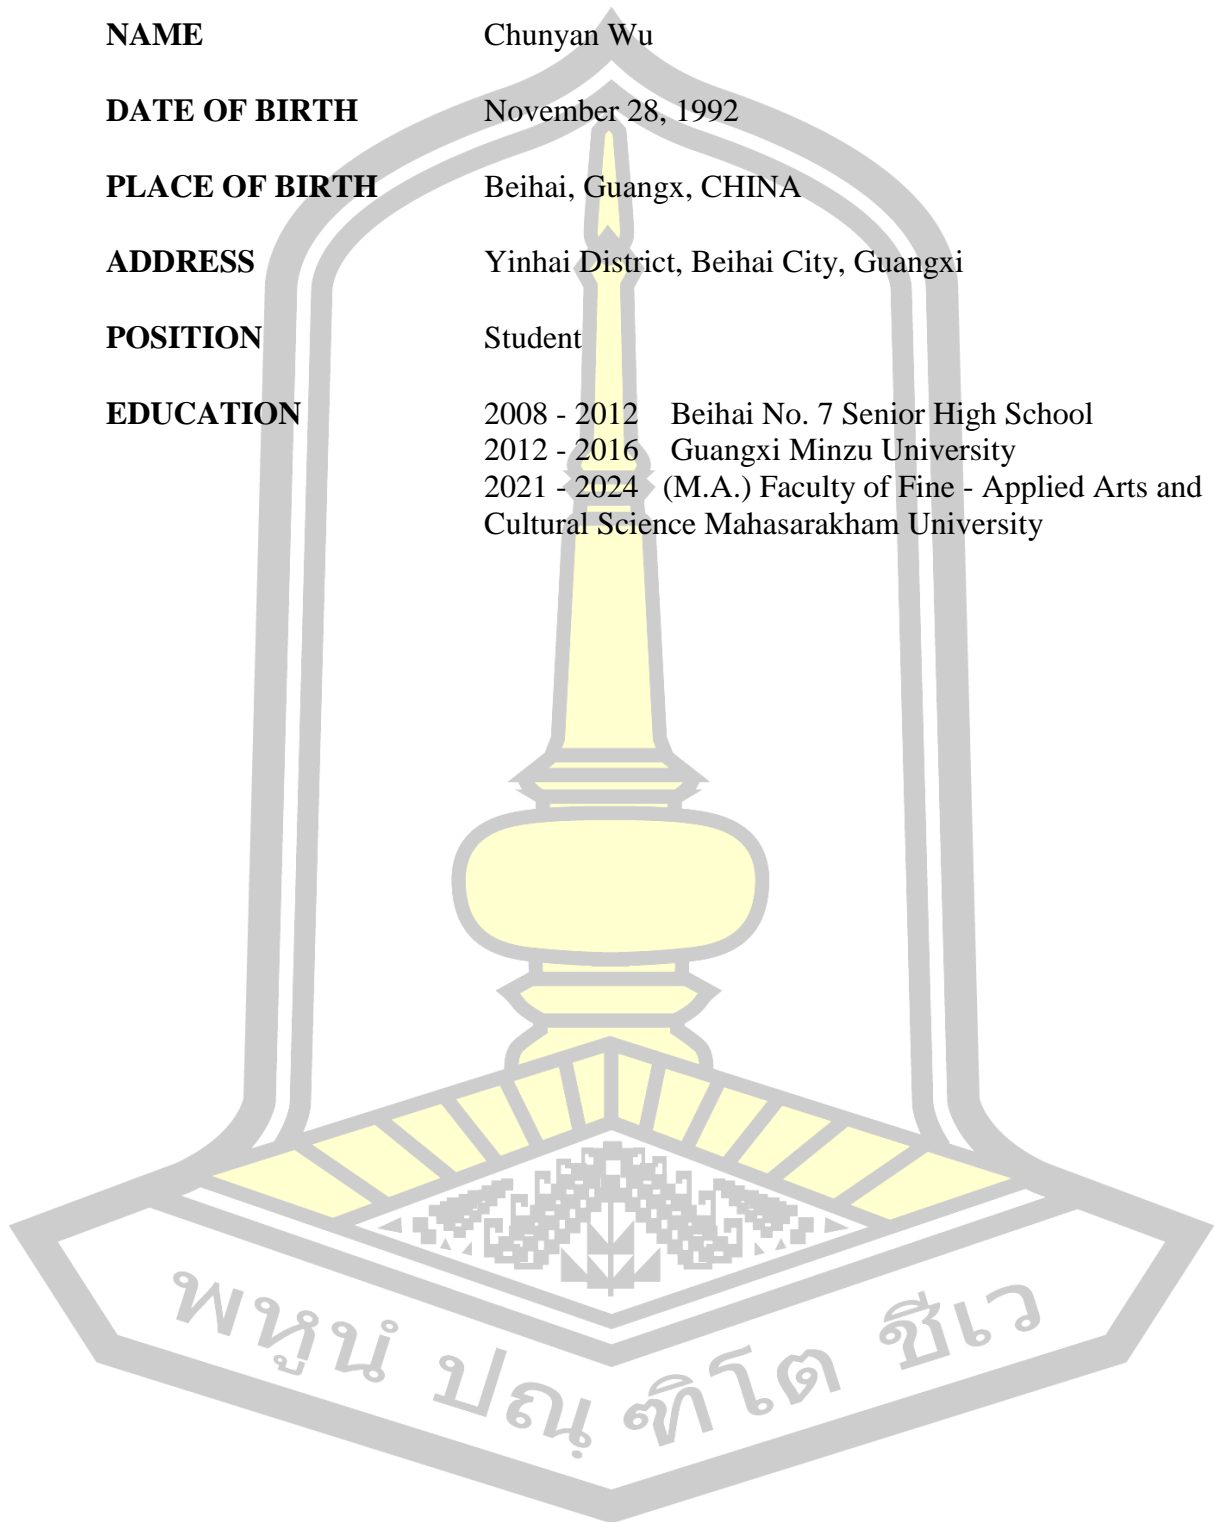 NAME Chunyan Wu
DATE OF BIRTH November 28, 1992
PLACE OF BIRTH Beihai, Guangx, CHINA
ADDRESS Yinhai District, Beihai City, Guangxi
POSITION Student
EDUCATION 2008 - 2012 Beihai No. 7 Senior High School
2012 - 2016 Guangxi Minzu University
2021 - 2024 (M.A.) Faculty of Fine - Applied Arts and
Cultural Science Mahasarakham University
พหูนํ ปณฺฑิโต ชีเว